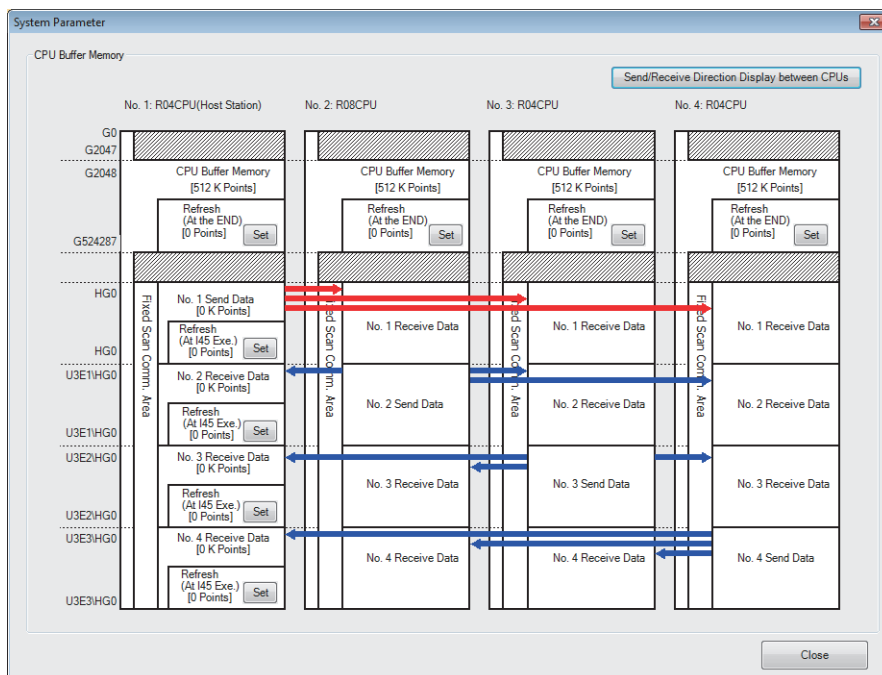 System Parameter
CPU Buffer Memory
Send/Receive Direction Display between CPUs
No. 1: R04CPU(Host Station)
No. 2: R08CPU
No. 3: R04CPU
No. 4: R04CPU
G0
G2047
G2048
G524287
HG0
HG0
U3E1\HG0
U3E1\HG0
U3E2\HG0
U3E2\HG0
U3E3\HG0
U3E3\HG0
CPU Buffer Memory
[512 K Points]
Refresh
(At the END)
[0 Points]
Set
Fixed Scan Comm. Area
No. 1 Send Data
[0 K Points]
Refresh
(At I45 Exe.)
[0 Points]
Set
No. 2 Receive Data
[0 K Points]
Refresh
(At I45 Exe.)
[0 Points]
Set
No. 3 Receive Data
[0 K Points]
Refresh
(At I45 Exe.)
[0 Points]
Set
No. 4 Receive Data
[0 K Points]
Refresh
(At I45 Exe.)
[0 Points]
Set
CPU Buffer Memory
[512 K Points]
Refresh
(At the END)
[0 Points]
Set
Fixed Scan Comm. Area
No. 1 Receive Data
No. 2 Send Data
No. 3 Receive Data
No. 4 Receive Data
CPU Buffer Memory
[512 K Points]
Refresh
(At the END)
[0 Points]
Set
Fixed Scan Comm. Area
No. 1 Receive Data
No. 2 Receive Data
No. 3 Send Data
No. 4 Receive Data
CPU Buffer Memory
[512 K Points]
Refresh
(At the END)
[0 Points]
Set
Fixed Scan Comm. Area
No. 1 Receive Data
No. 2 Receive Data
No. 3 Receive Data
No. 4 Send Data
Close